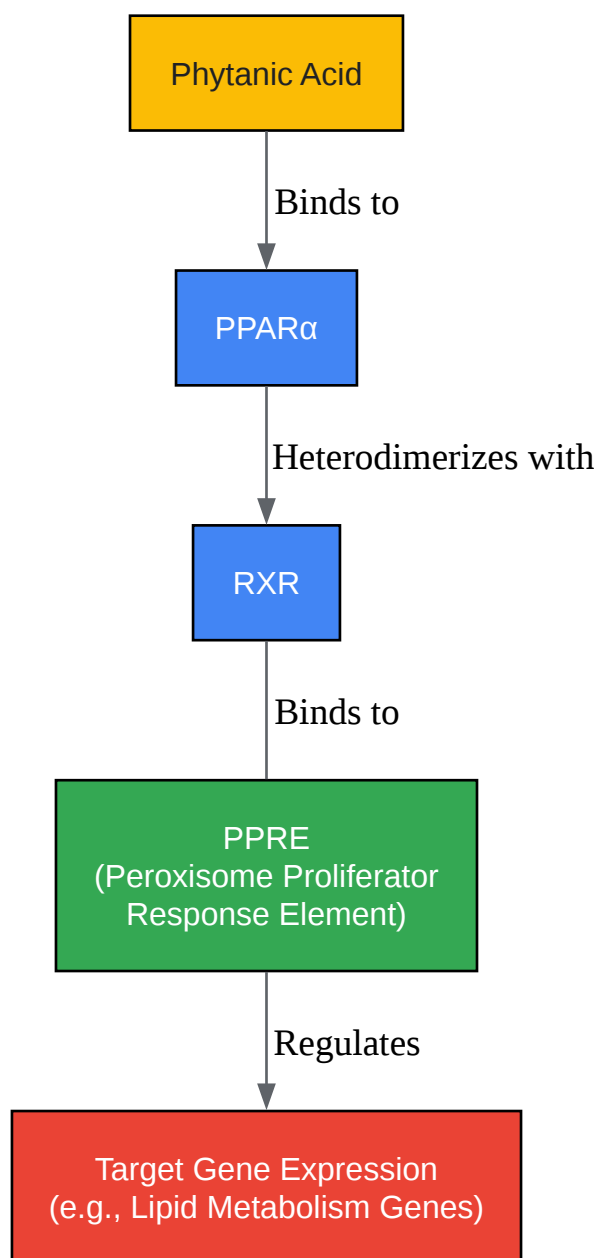 Phytanic Acid
Binds to
PPARα
Heterodimerizes with
RXR
Binds to
PPRE
(Peroxisome Proliferator
Response Element)
Regulates
Target Gene Expression
(e.g., Lipid Metabolism Genes)